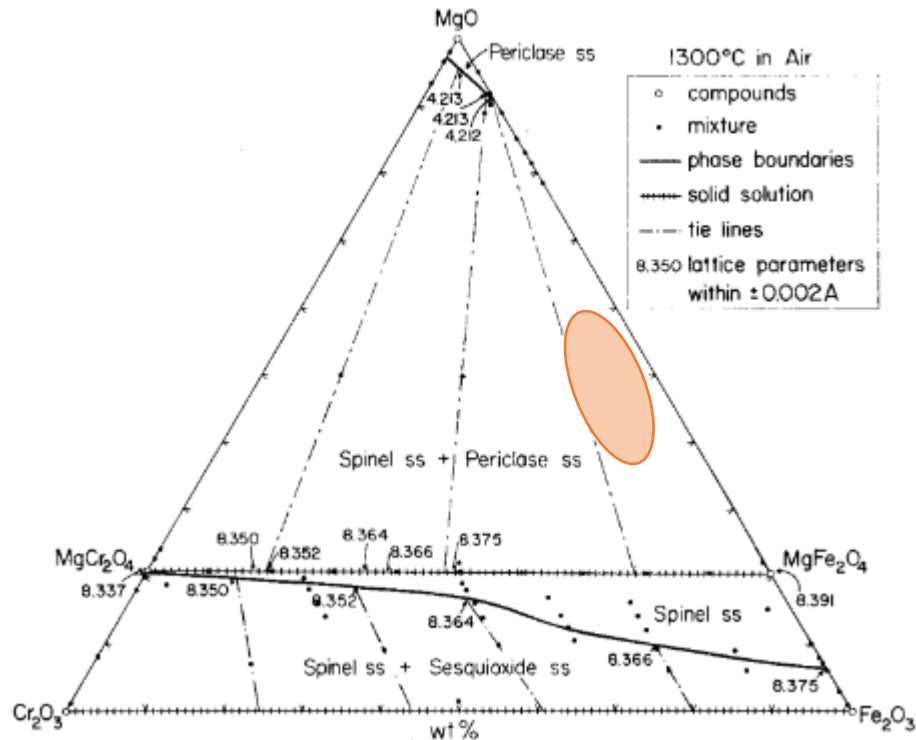 MgO
Periclase ss
4.213
4.213
4.212
1300°C in Air
compounds
mixture
phase boundaries
solid solution
tie lines
8.350 lattice parameters
within ±0.002A
Spinel ss + Periclase ss
MgCr₂O₄
8.350
8.352
8.364
8.366
8.375
MgFe₂O₄
8.337
8.350
8.352
8.364
Spinel ss
8.391
8.366
8.375
Spinel ss + Sesquioxide ss
Cr₂O₃
wt %
Fe₂O₃